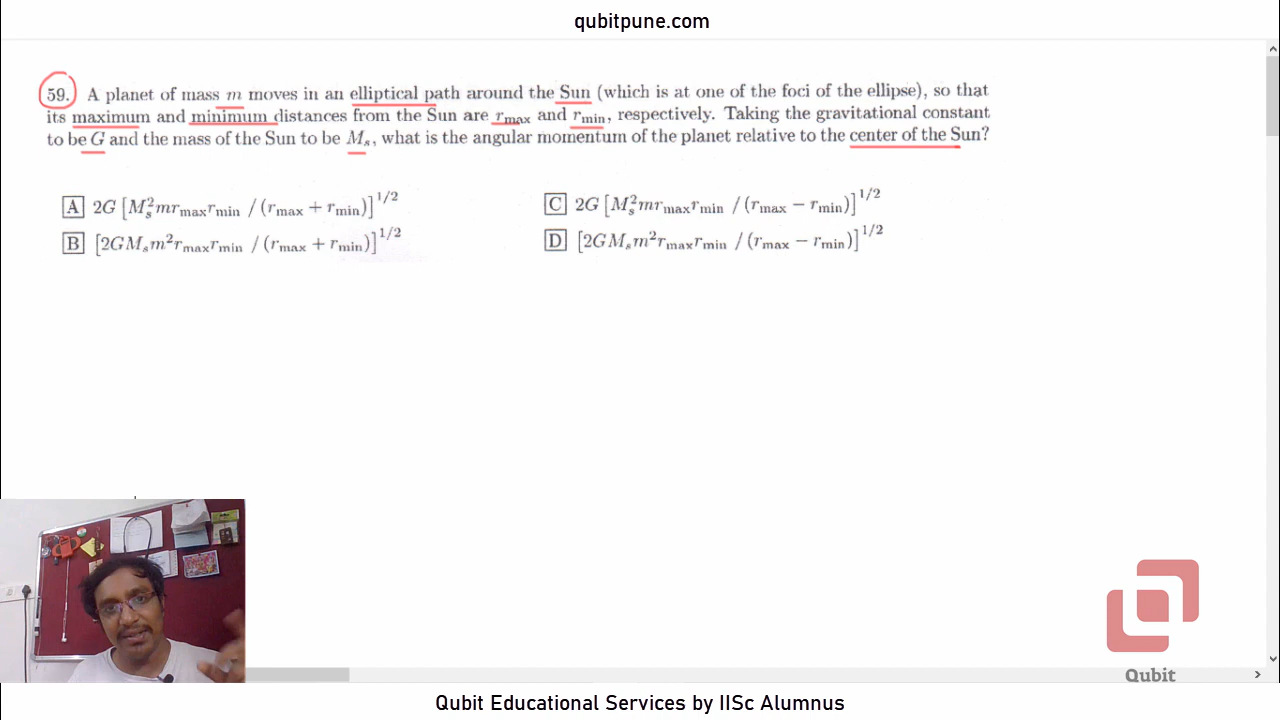 qubitpune.com
59. A planet of mass m moves in an elliptical path around the Sun (which is at one of the foci of the ellipse), so that
its maximum and minimum distances from the Sun are r_max and r_min, respectively. Taking the gravitational constant
to be G and the mass of the Sun to be M_s, what is the angular momentum of the planet relative to the center of the Sun?
A 2G [M_s^2 m r_max r_min / (r_max + r_min)]^1/2
C 2G [M_s^2 m r_max r_min / (r_max − r_min)]^1/2
B [2GM_s m^2 r_max r_min / (r_max + r_min)]^1/2
D [2GM_s m^2 r_max r_min / (r_max − r_min)]^1/2
Qubit
Qubit Educational Services by IISc Alumnus